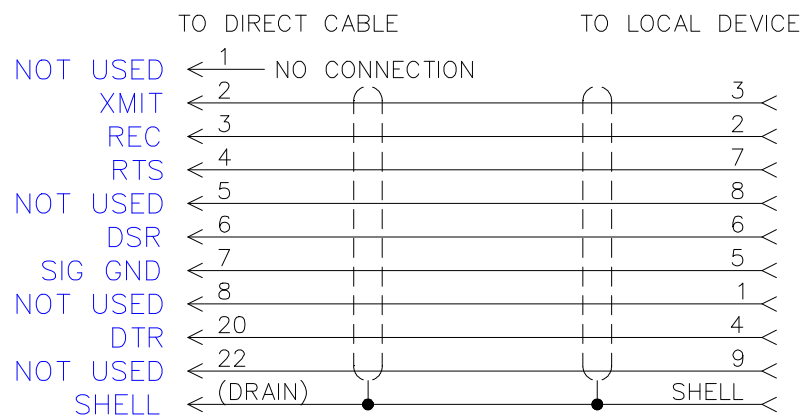 TO DIRECT CABLE TO LOCAL DEVICE
NOT USED 1 NO CONNECTION
XMIT 2 3
REC 3 2
RTS 4 7
NOT USED 5 8
DSR 6 6
SIG GND 7 5
NOT USED 8 1
DTR 20 4
NOT USED 22 9
SHELL (DRAIN) SHELL